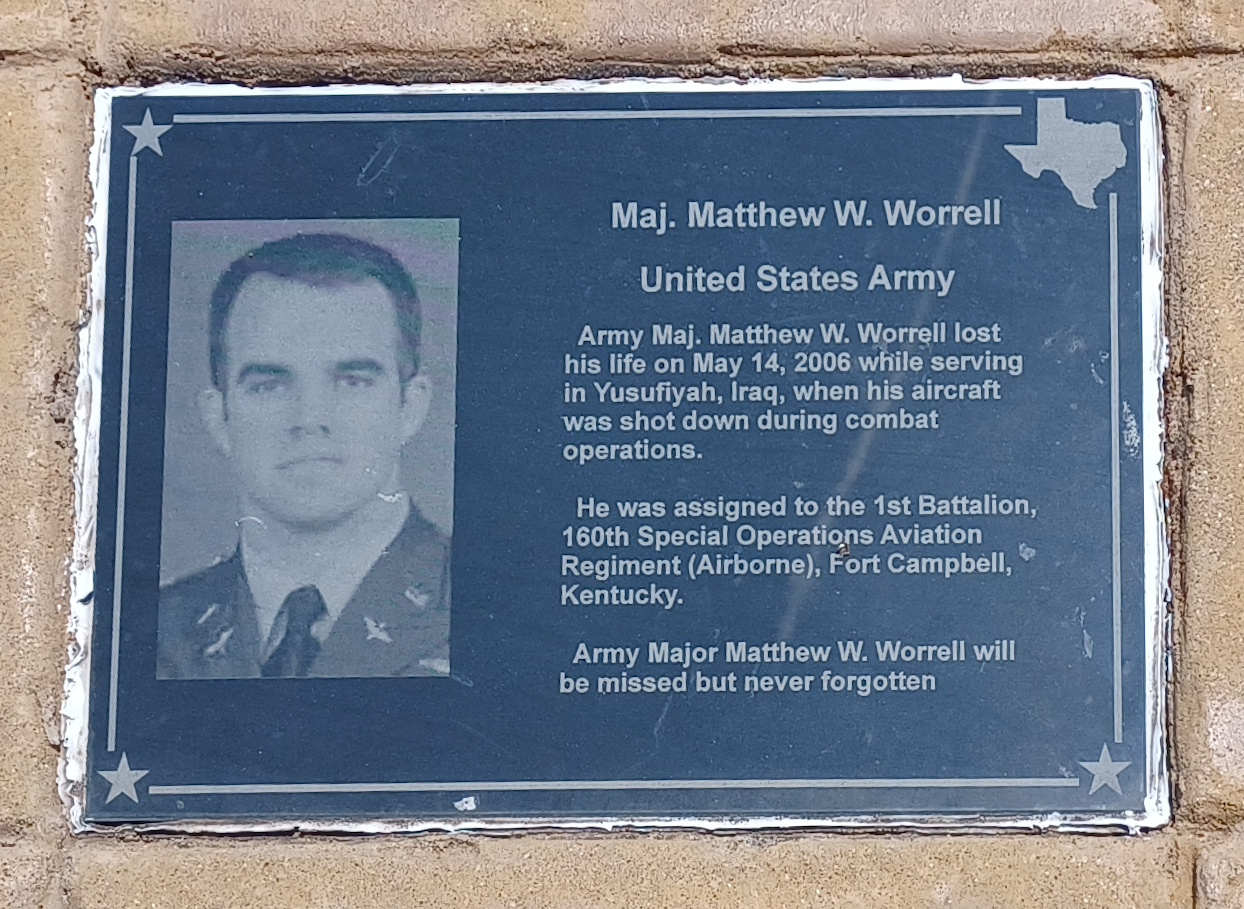 Maj. Matthew W. Worrell
United States Army
Army Maj. Matthew W. Worrell lost
his life on May 14, 2006 while serving
in Yusufiyah, Iraq, when his aircraft
was shot down during combat
operations.
He was assigned to the 1st Battalion,
160th Special Operations Aviation
Regiment (Airborne), Fort Campbell,
Kentucky.
Army Major Matthew W. Worrell will
be missed but never forgotten